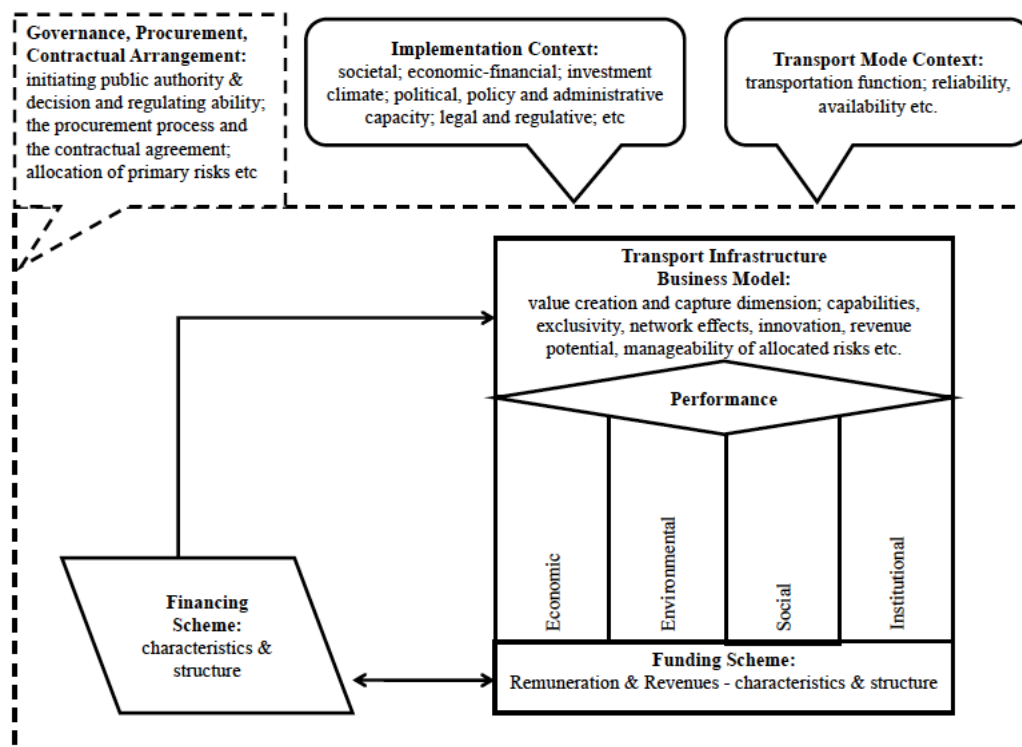 Governance, Procurement,
Contractual Arrangement:
initiating public authority &
decision and regulating ability;
the procurement process and
the contractual agreement;
allocation of primary risks etc
Implementation Context:
societal; economic-financial; investment
climate; political, policy and administrative
capacity; legal and regulative; etc
Transport Mode Context:
transportation function; reliability,
availability etc.
Transport Infrastructure
Business Model:
value creation and capture dimension; capabilities,
exclusivity, network effects, innovation, revenue
potential, manageability of allocated risks etc.
Performance
Economic
Environmental
Social
Institutional
Financing
Scheme:
characteristics &
structure
Funding Scheme:
Remuneration & Revenues - characteristics & structure